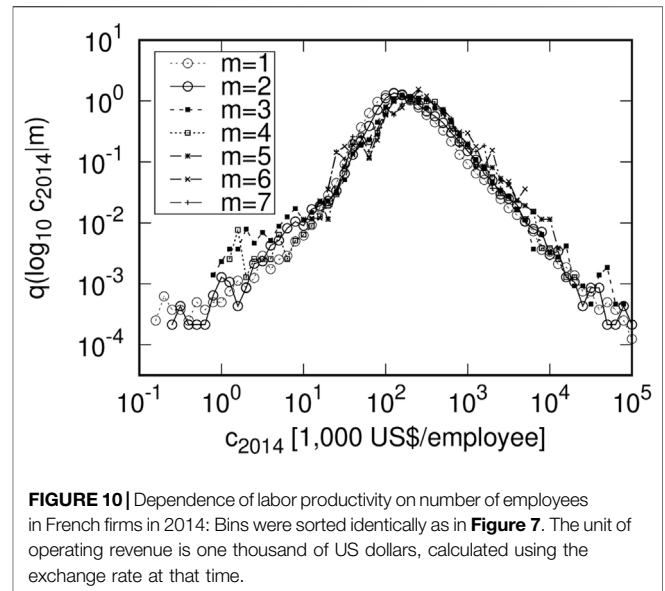 10^1
10^0
10^-1
10^-2
10^-3
10^-4
q(log10 c2014|m)
m=1
m=2
m=3
m=4
m=5
m=6
m=7
10^-1 10^0 10^1 10^2 10^3 10^4 10^5
c2014 [1,000 US$/employee]
FIGURE 10 | Dependence of labor productivity on number of employees
in French firms in 2014: Bins were sorted identically as in Figure 7. The unit of
operating revenue is one thousand of US dollars, calculated using the
exchange rate at that time.